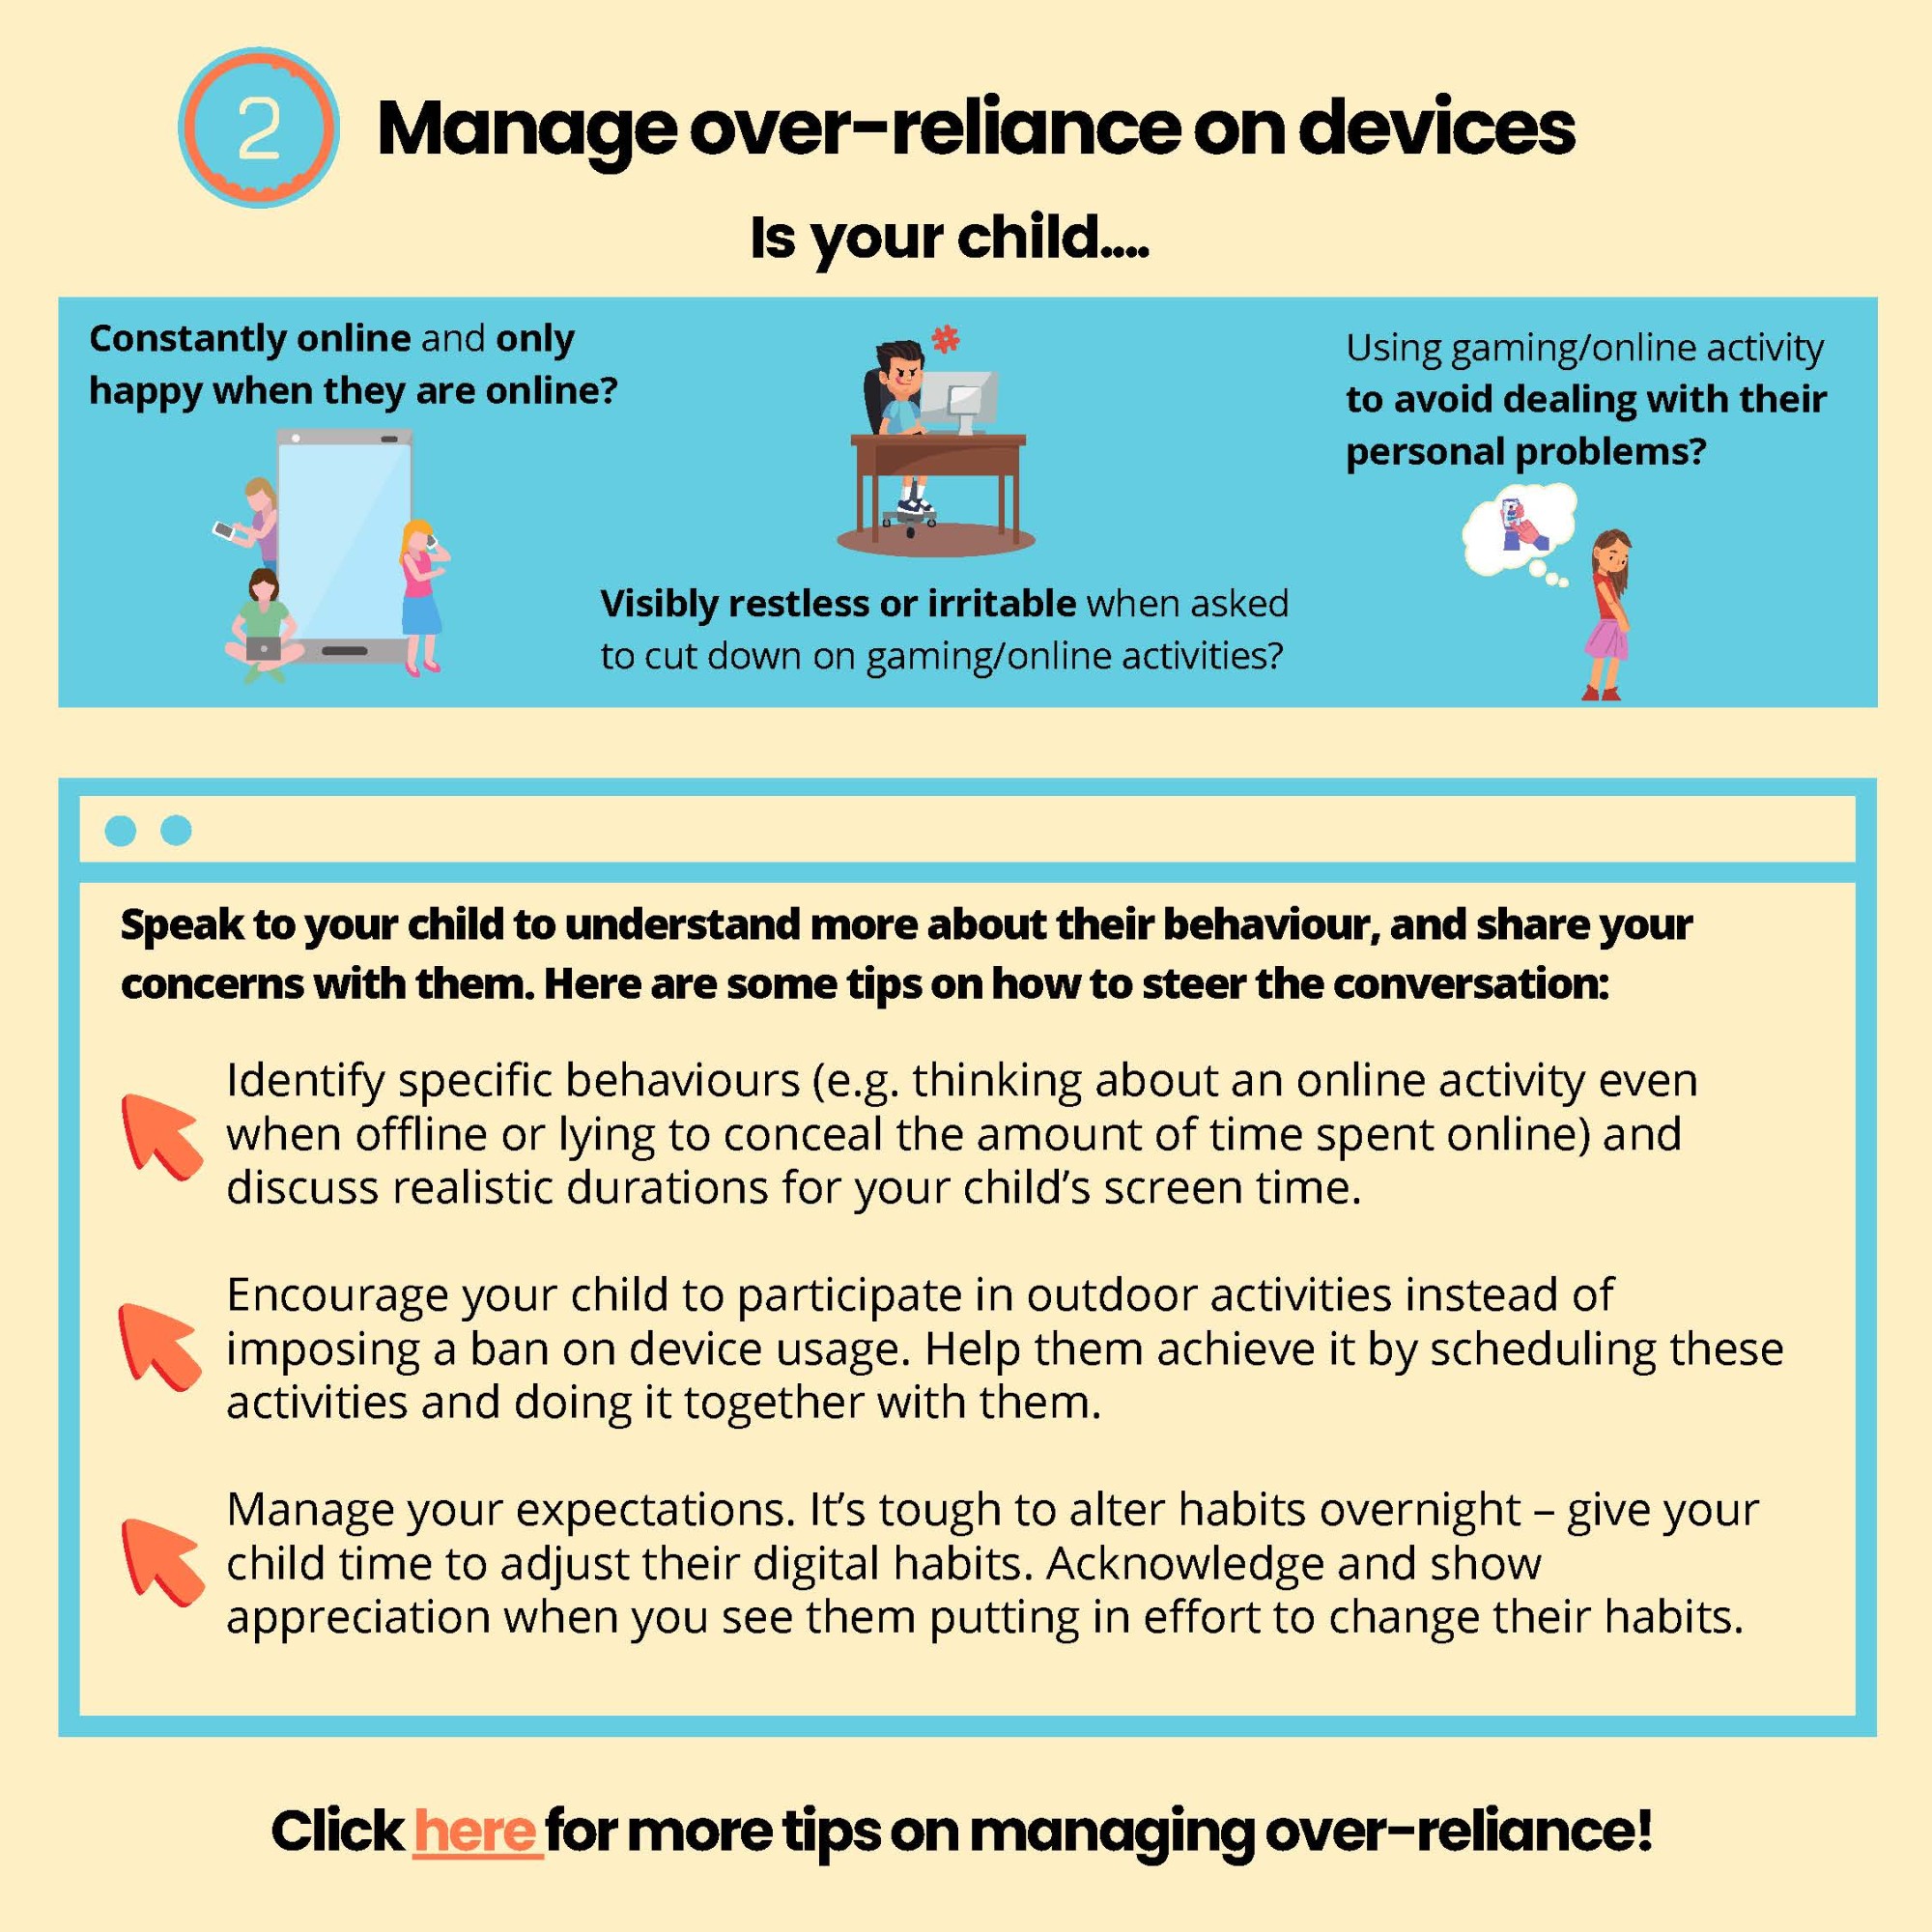 2
Manage over-reliance on devices
Is your child....
Constantly online and only
happy when they are online?
Visibly restless or irritable when asked
to cut down on gaming/online activities?
Using gaming/online activity
to avoid dealing with their
personal problems?
Speak to your child to understand more about their behaviour, and share your
concerns with them. Here are some tips on how to steer the conversation:
Identify specific behaviours (e.g. thinking about an online activity even
when offline or lying to conceal the amount of time spent online) and
discuss realistic durations for your child's screen time.
Encourage your child to participate in outdoor activities instead of
imposing a ban on device usage. Help them achieve it by scheduling these
activities and doing it together with them.
Manage your expectations. It's tough to alter habits overnight – give your
child time to adjust their digital habits. Acknowledge and show
appreciation when you see them putting in effort to change their habits.
Click here for more tips on managing over-reliance!